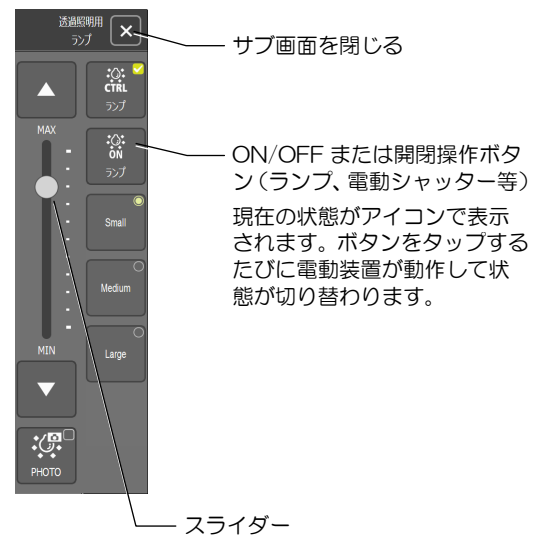 透過照明用
ランプ
サブ画面を閉じる
CTRL
ランプ
MAX
ON
ランプ
ON/OFF または開閉操作ボタ
ン（ランプ、電動シャッター等）
現在の状態がアイコンで表示
されます。ボタンをタップする
たびに電動装置が動作して状
態が切り替わります。
Small
Medium
MIN
Large
PHOTO
スライダー